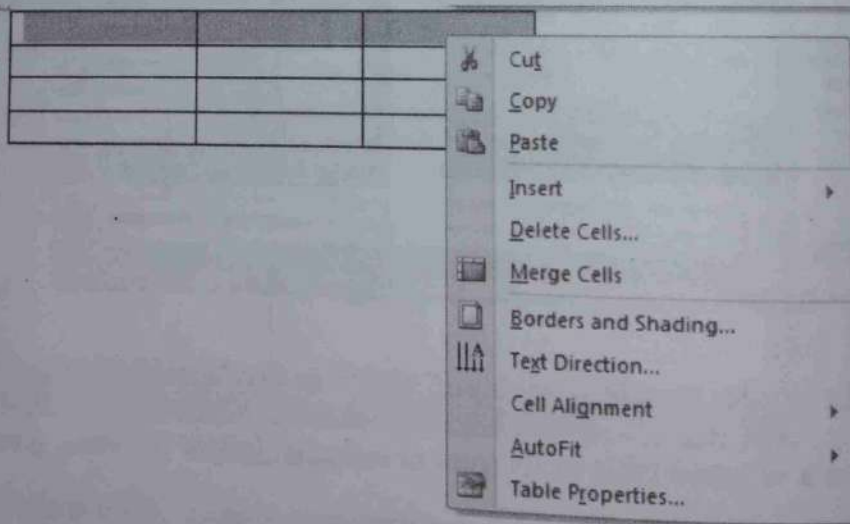 Cut
Copy
Paste
Insert
Delete Cells...
Merge Cells
Borders and Shading...
Text Direction...
Cell Alignment
AutoFit
Table Properties...